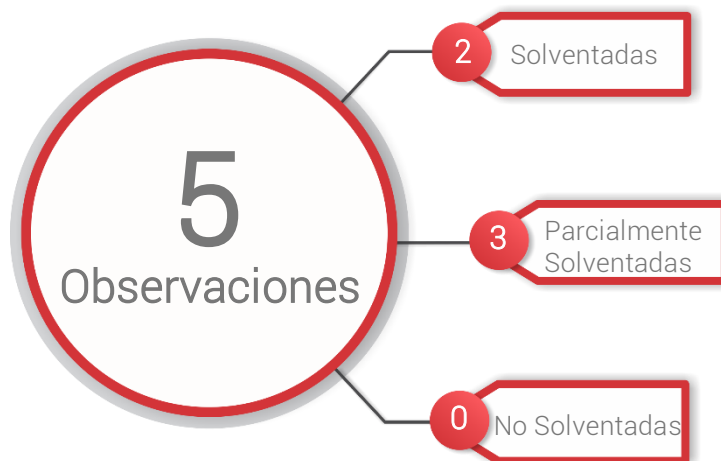 5
Observaciones
2
Solventadas
3
Parcialmente
Solventadas
0
No Solventadas